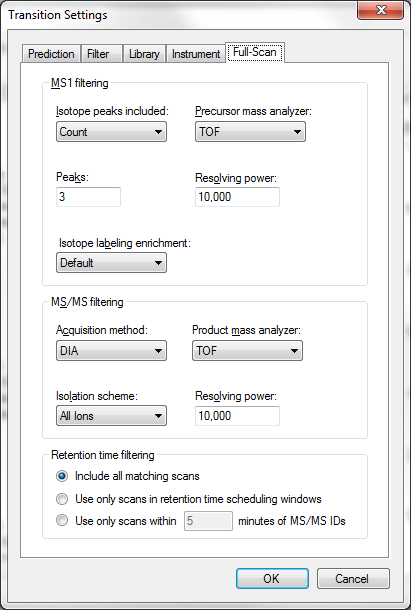 Transition Settings
Prediction Filter Library Instrument Full-Scan
MS1 filtering
Isotope peaks included: Precursor mass analyzer:
Count TOF
Peaks: Resolving power:
3 10,000
Isotope labeling enrichment:
Default
MS/MS filtering
Acquisition method: Product mass analyzer:
DIA TOF
Isolation scheme: Resolving power:
All Ions 10,000
Retention time filtering
Include all matching scans
Use only scans in retention time scheduling windows
Use only scans within 5 minutes of MS/MS IDs
OK Cancel